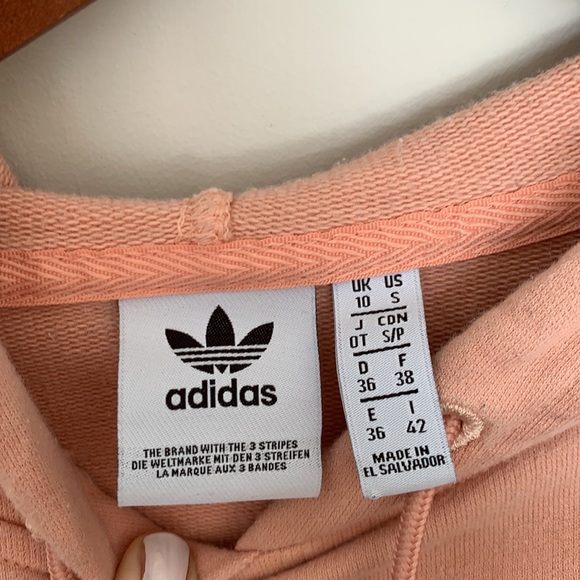 adidas
THE BRAND WITH THE 3 STRIPES
DIE WELTMARKE MIT DEN 3 STREIFEN
LA MARQUE AUX 3 BANDES
UK US
10 S
J CDN
OT S/P
D F
36 38
E I
36 42
MADE IN
EL SALVADOR